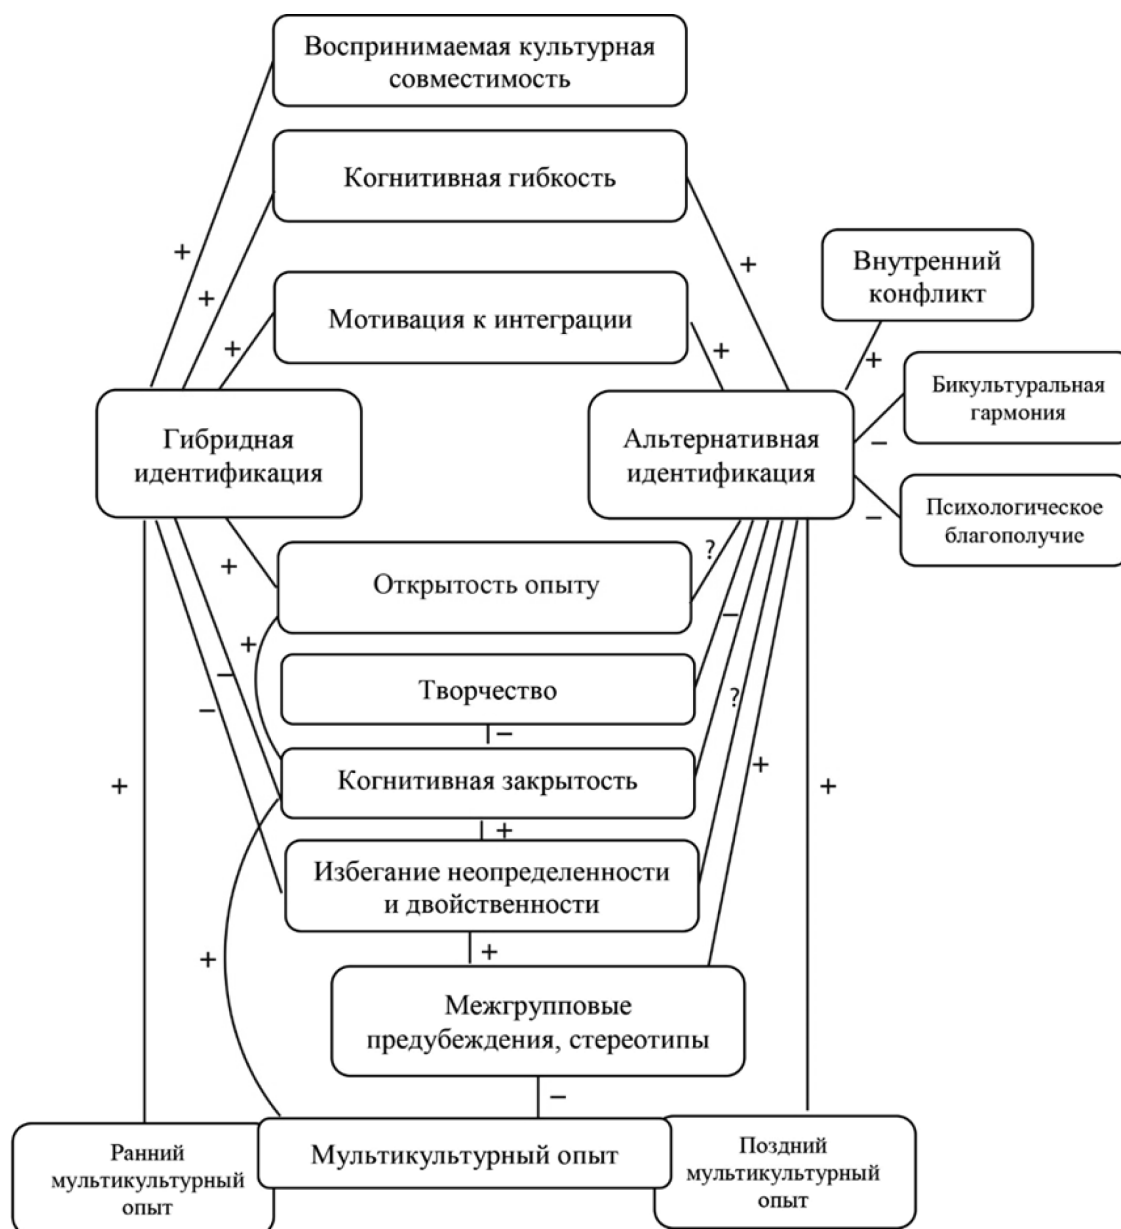 Воспринимаемая культурная
совместимость
Когнитивная гибкость
+
+
+
Внутренний
конфликт
Мотивация к интеграции
+
+
+
Бикультуральная
гармония
−
Гибридная
идентификация
Альтернативная
идентификация
Психологическое
благополучие
−
+
Открытость опыту
?
+
−
Творчество
−
−
?
−
Когнитивная закрытость
+
+
+
+
Избегание неопределенности
и двойственности
+
+
Межгрупповые
предубеждения, стереотипы
−
Ранний
мультикультурный
опыт
Мультикультурный опыт
Поздний
мультикультурный
опыт